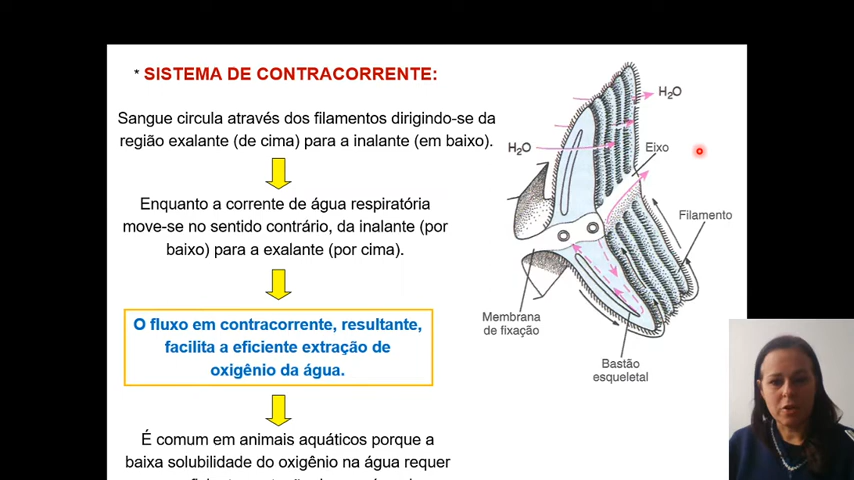 * SISTEMA DE CONTRACORRENTE:
Sangue circula através dos filamentos dirigindo-se da
região exalante (de cima) para a inalante (em baixo).
Enquanto a corrente de água respiratória
move-se no sentido contrário, da inalante (por
baixo) para a exalante (por cima).
O fluxo em contracorrente, resultante,
facilita a eficiente extração de
oxigênio da água.
É comum em animais aquáticos porque a
baixa solubilidade do oxigênio na água requer
H₂O
H₂O
Eixo
Filamento
Membrana
de fixação
Bastão
esqueletal